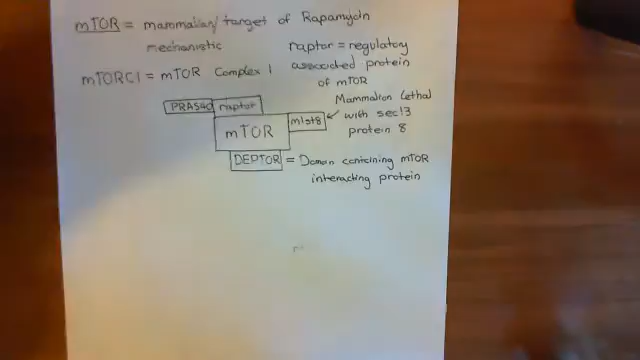 mTOR = mammalian/ target of Rapamycin
mechanistic
raptor = regulatory
associated protein
of mTOR
mTORC1 = mTOR Complex 1
PRAS40 raptor
mTOR
mlst8
Mammalian lethal
with sec13
protein 8
DEPTOR = Domain containing mTOR
interacting protein